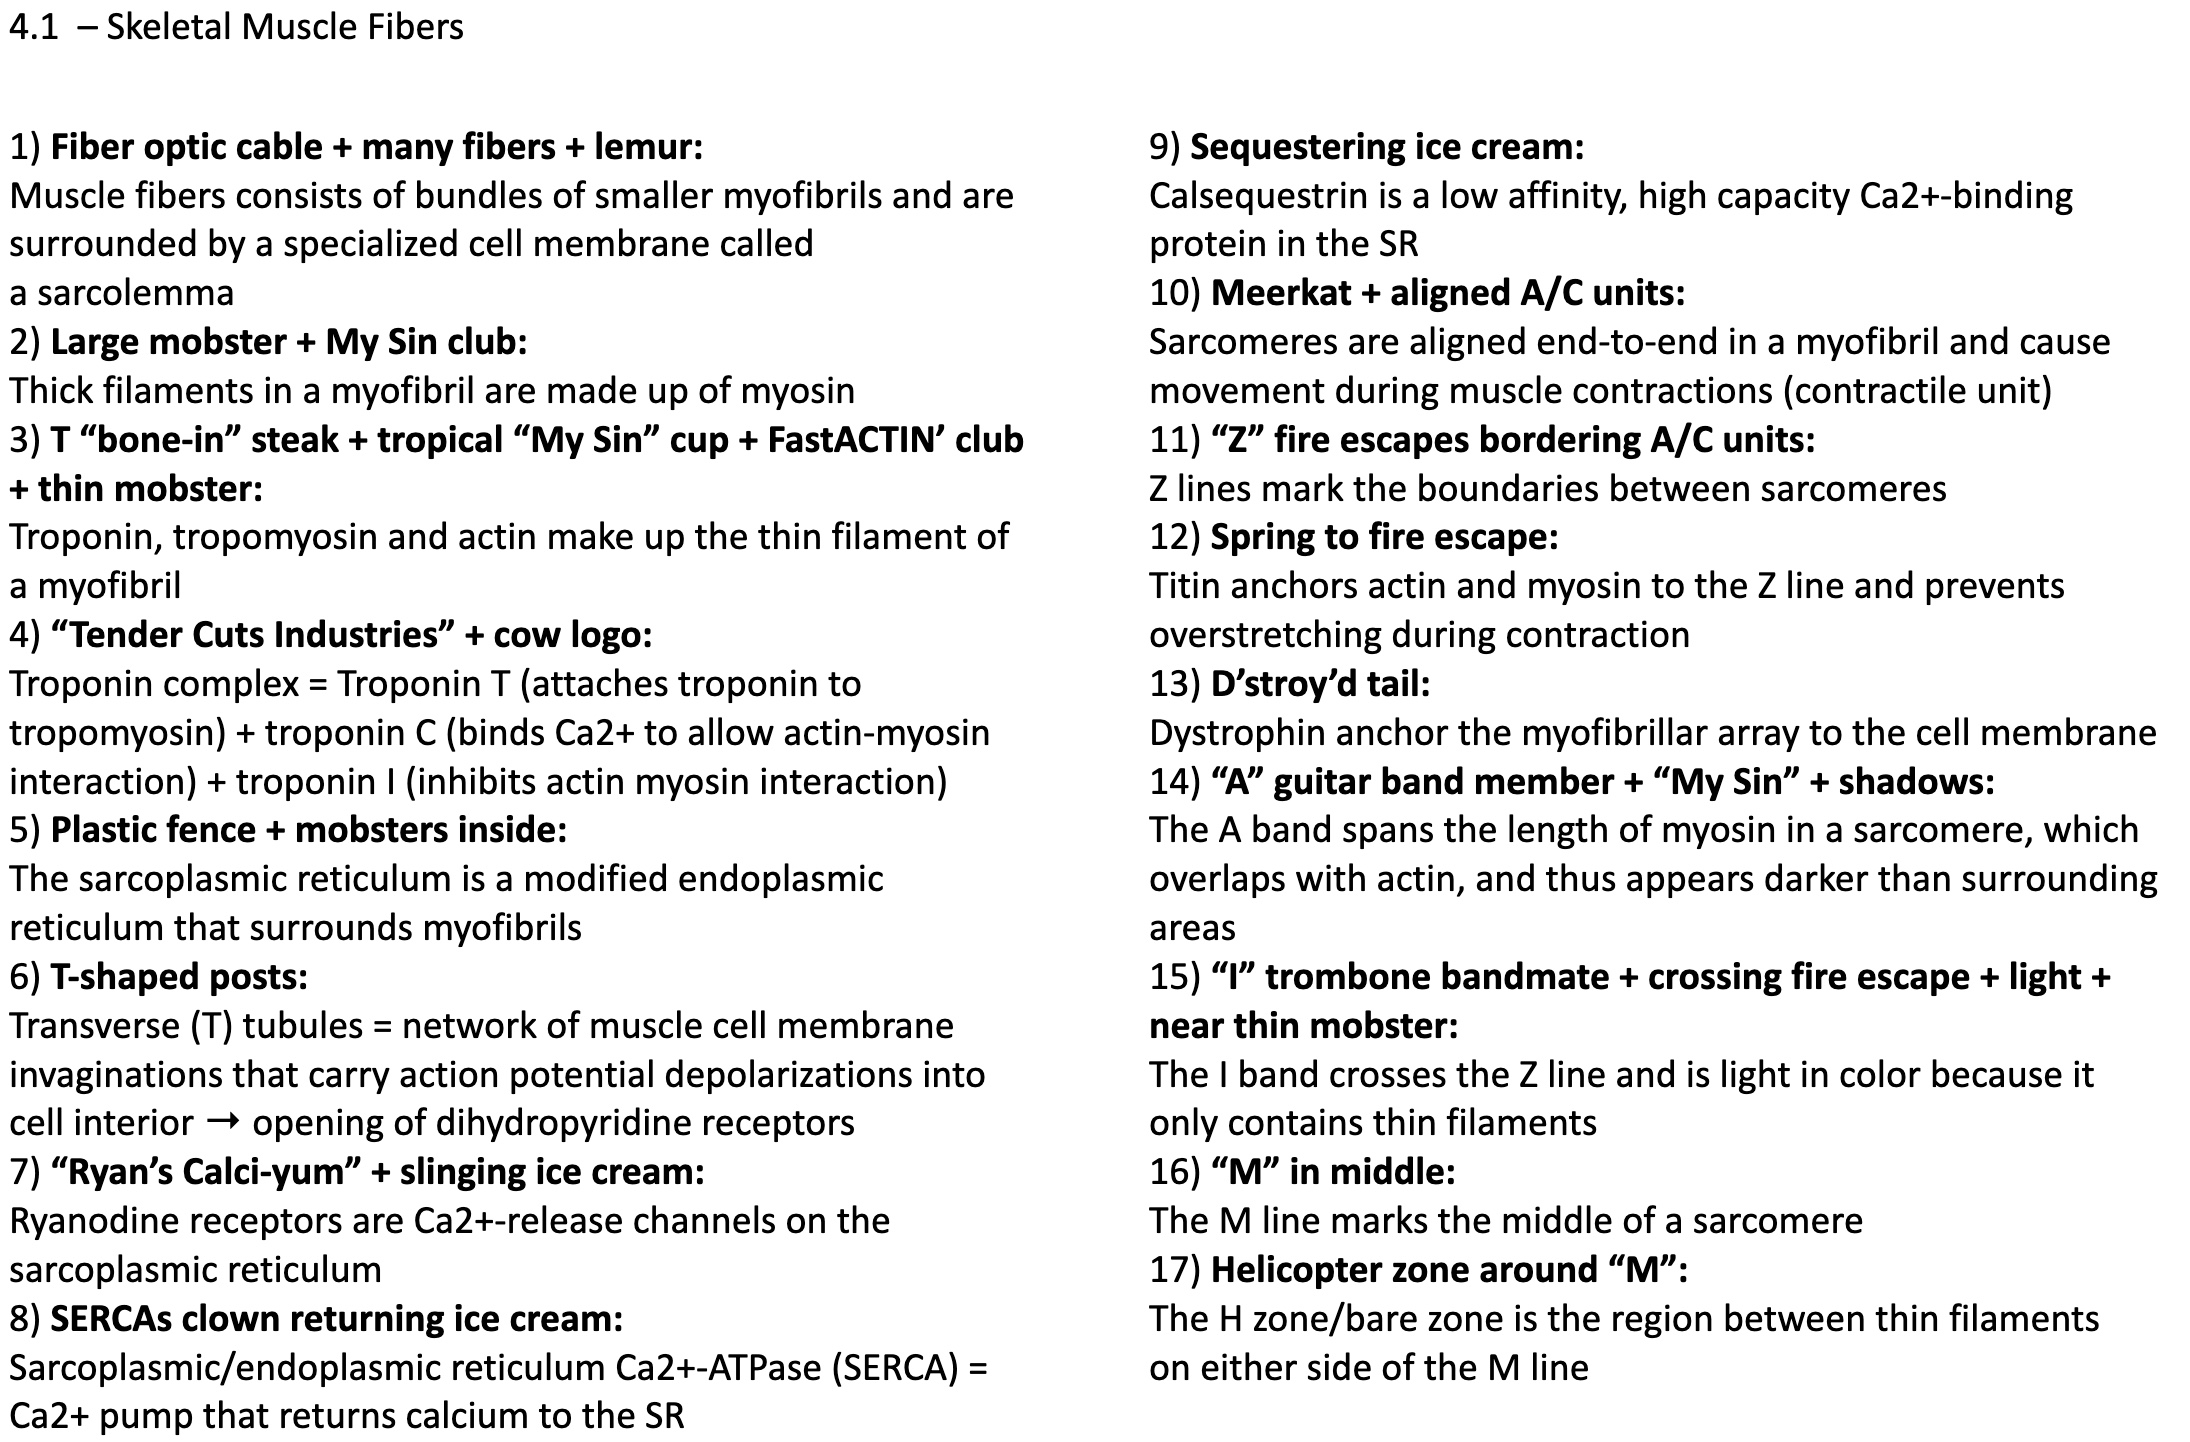 4.1 – Skeletal Muscle Fibers
1) Fiber optic cable + many fibers + lemur:
Muscle fibers consists of bundles of smaller myofibrils and are
surrounded by a specialized cell membrane called
a sarcolemma
2) Large mobster + My Sin club:
Thick filaments in a myofibril are made up of myosin
3) T “bone-in” steak + tropical “My Sin” cup + FastACTIN’ club
+ thin mobster:
Troponin, tropomyosin and actin make up the thin filament of
a myofibril
4) “Tender Cuts Industries” + cow logo:
Troponin complex = Troponin T (attaches troponin to
tropomyosin) + troponin C (binds Ca2+ to allow actin-myosin
interaction) + troponin I (inhibits actin myosin interaction)
5) Plastic fence + mobsters inside:
The sarcoplasmic reticulum is a modified endoplasmic
reticulum that surrounds myofibrils
6) T-shaped posts:
Transverse (T) tubules = network of muscle cell membrane
invaginations that carry action potential depolarizations into
cell interior → opening of dihydropyridine receptors
7) “Ryan’s Calci-yum” + slinging ice cream:
Ryanodine receptors are Ca2+-release channels on the
sarcoplasmic reticulum
8) SERCAs clown returning ice cream:
Sarcoplasmic/endoplasmic reticulum Ca2+-ATPase (SERCA) =
Ca2+ pump that returns calcium to the SR
9) Sequestering ice cream:
Calsequestrin is a low affinity, high capacity Ca2+-binding
protein in the SR
10) Meerkat + aligned A/C units:
Sarcomeres are aligned end-to-end in a myofibril and cause
movement during muscle contractions (contractile unit)
11) “Z” fire escapes bordering A/C units:
Z lines mark the boundaries between sarcomeres
12) Spring to fire escape:
Titin anchors actin and myosin to the Z line and prevents
overstretching during contraction
13) D’stroy’d tail:
Dystrophin anchor the myofibrillar array to the cell membrane
14) “A” guitar band member + “My Sin” + shadows:
The A band spans the length of myosin in a sarcomere, which
overlaps with actin, and thus appears darker than surrounding
areas
15) “I” trombone bandmate + crossing fire escape + light +
near thin mobster:
The I band crosses the Z line and is light in color because it
only contains thin filaments
16) “M” in middle:
The M line marks the middle of a sarcomere
17) Helicopter zone around “M”:
The H zone/bare zone is the region between thin filaments
on either side of the M line